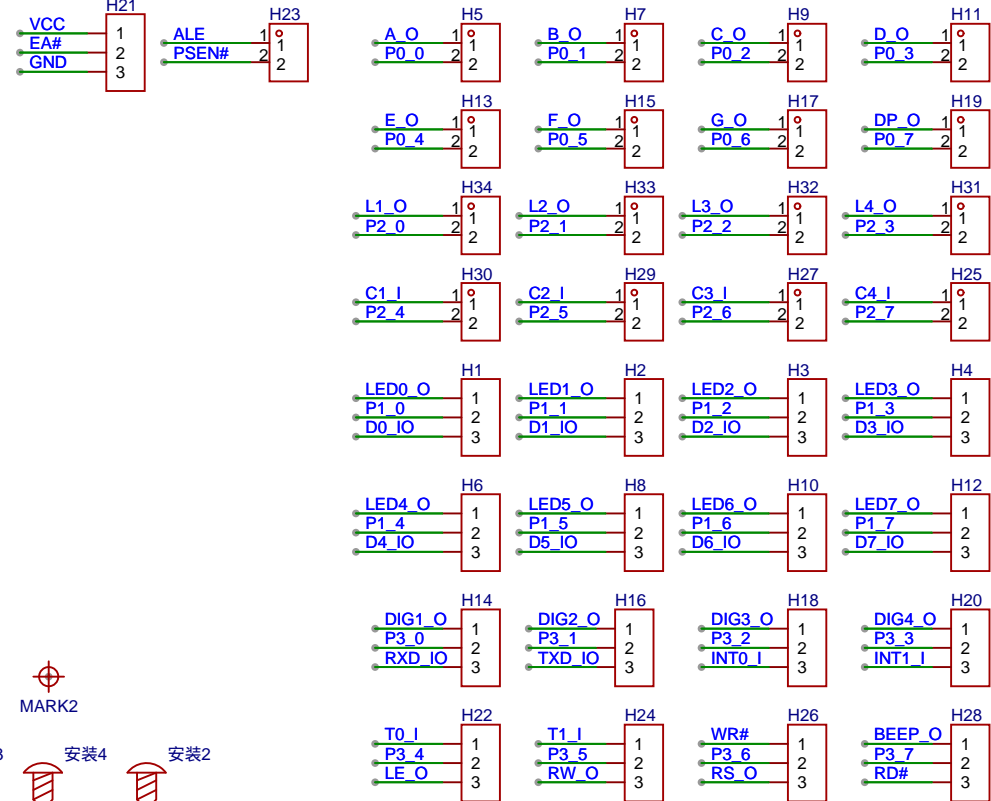 H21
VCC 1
EA# 2
GND 3
H23
ALE 1 1
PSEN# 2 2
H5
A_O 1 1
P0_0 2 2
H7
B_O 1 1
P0_1 2 2
H9
C_O 1 1
P0_2 2 2
H11
D_O 1 1
P0_3 2 2
H13
E_O 1 1
P0_4 2 2
H15
F_O 1 1
P0_5 2 2
H17
G_O 1 1
P0_6 2 2
H19
DP_O 1 1
P0_7 2 2
H34
L1_O 1 1
P2_0 2 2
H33
L2_O 1 1
P2_1 2 2
H32
L3_O 1 1
P2_2 2 2
H31
L4_O 1 1
P2_3 2 2
H30
C1_I 1 1
P2_4 2 2
H29
C2_I 1 1
P2_5 2 2
H27
C3_I 1 1
P2_6 2 2
H25
C4_I 1 1
P2_7 2 2
H1
LED0_O 1
P1_0 2
D0_IO 3
H2
LED1_O 1
P1_1 2
D1_IO 3
H3
LED2_O 1
P1_2 2
D2_IO 3
H4
LED3_O 1
P1_3 2
D3_IO 3
H6
LED4_O 1
P1_4 2
D4_IO 3
H8
LED5_O 1
P1_5 2
D5_IO 3
H10
LED6_O 1
P1_6 2
D6_IO 3
H12
LED7_O 1
P1_7 2
D7_IO 3
H14
DIG1_O 1
P3_0 2
RXD_IO 3
H16
DIG2_O 1
P3_1 2
TXD_IO 3
H18
DIG3_O 1
P3_2 2
INT0_I 3
H20
DIG4_O 1
P3_3 2
INT1_I 3
MARK2
安装4
安装2
H22
T0_I 1
P3_4 2
LE_O 3
H24
T1_I 1
P3_5 2
RW_O 3
H26
WR# 1
P3_6 2
RS_O 3
H28
BEEP_O 1
P3_7 2
RD# 3